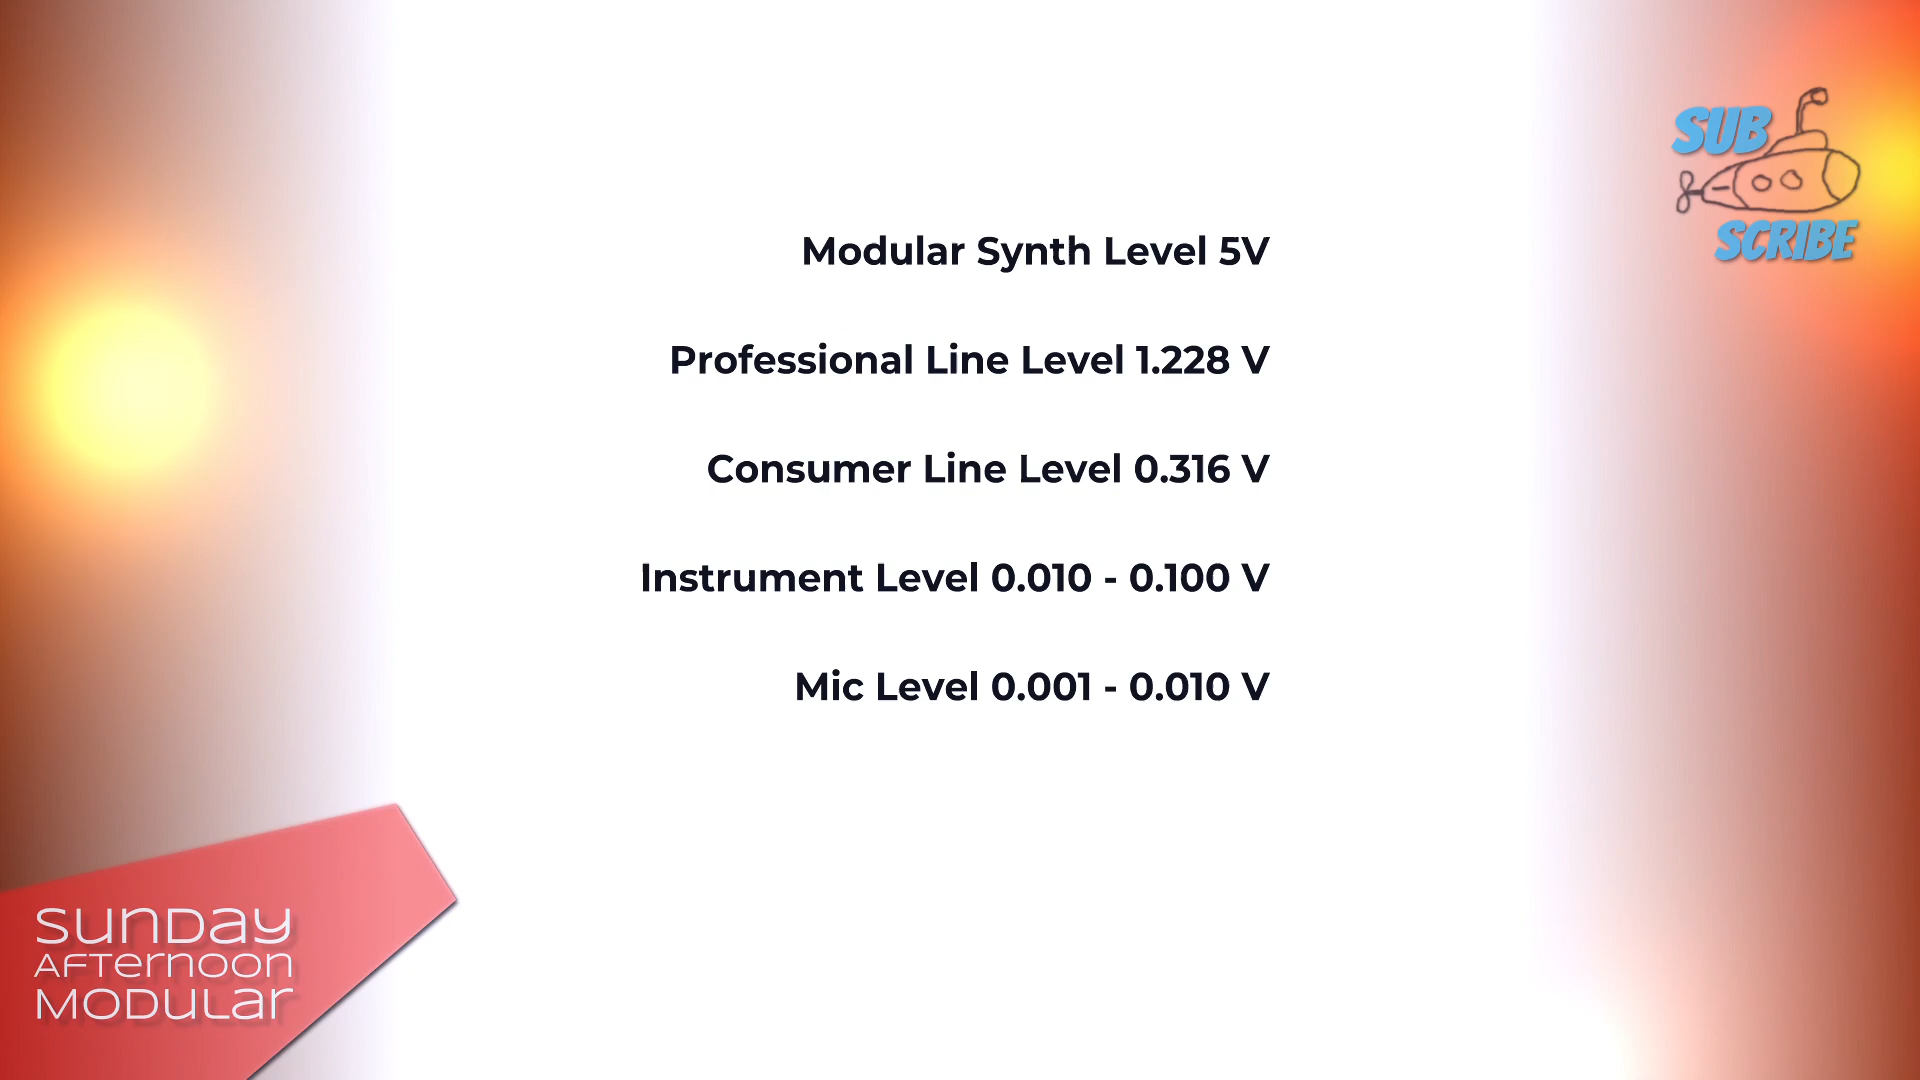 SUB
SCRIBE
Modular Synth Level 5V
Professional Line Level 1.228 V
Consumer Line Level 0.316 V
Instrument Level 0.010 - 0.100 V
Mic Level 0.001 - 0.010 V
Sunday
Afternoon
Modular